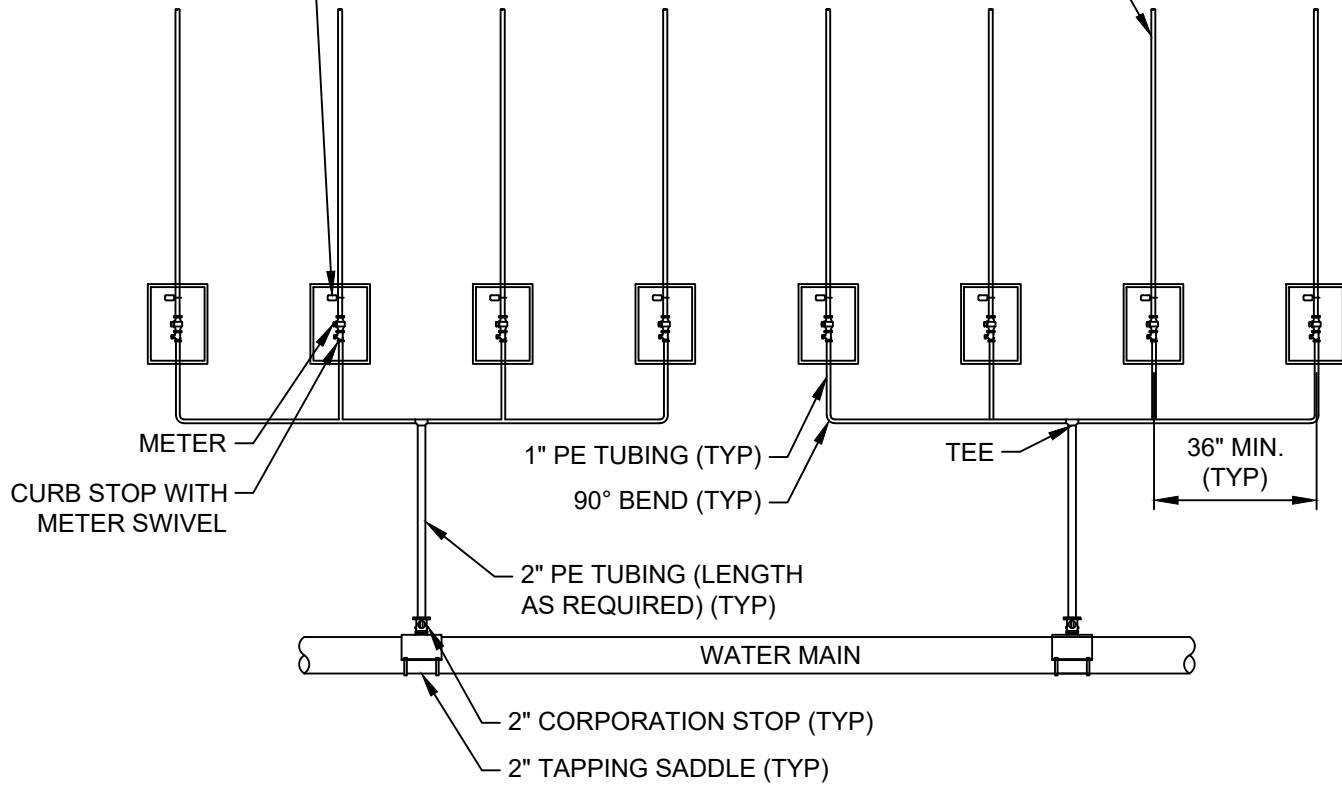 METER
CURB STOP WITH
METER SWIVEL
1" PE TUBING (TYP)
90° BEND (TYP)
TEE
36" MIN.
(TYP)
2" PE TUBING (LENGTH
AS REQUIRED) (TYP)
WATER MAIN
2" CORPORATION STOP (TYP)
2" TAPPING SADDLE (TYP)